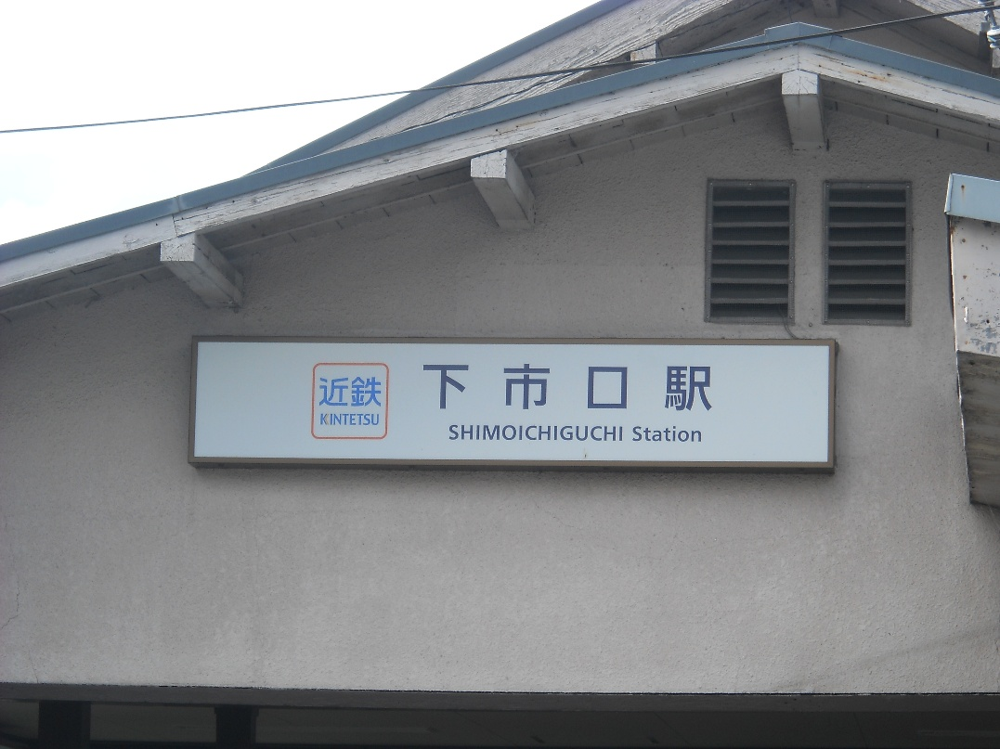 近鉄
KINTETSU
下市口駅
SHIMOICHIGUCHI Station